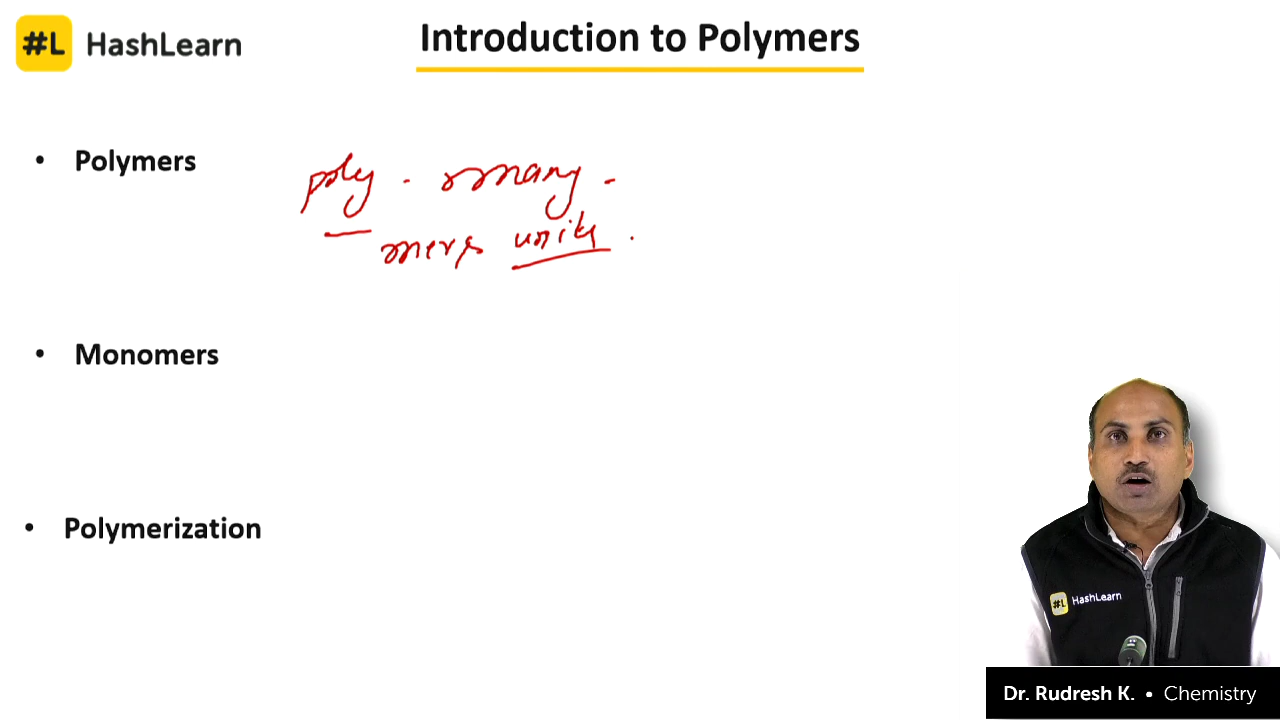 #L HashLearn
Introduction to Polymers
• Polymers
poly - many -
mers units .
• Monomers
• Polymerization
#L HashLearn
Dr. Rudresh K. • Chemistry